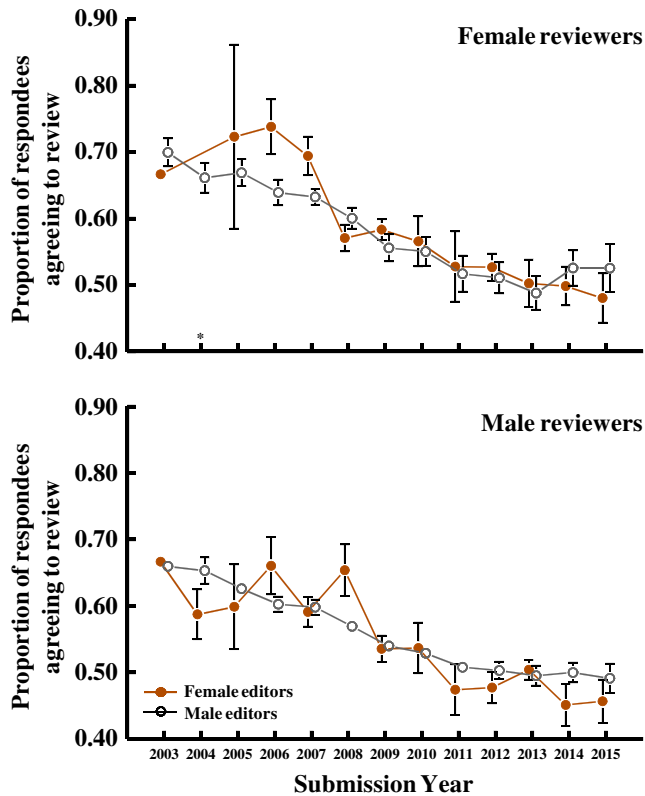 Female reviewers
Proportion of respondees
agreeing to review
0.90
0.80
0.70
0.60
0.50
0.40
*
Male reviewers
Proportion of respondees
agreeing to review
0.90
0.80
0.70
0.60
0.50
0.40
Female editors
Male editors
2003 2004 2005 2006 2007 2008 2009 2010 2011 2012 2013 2014 2015
Submission Year